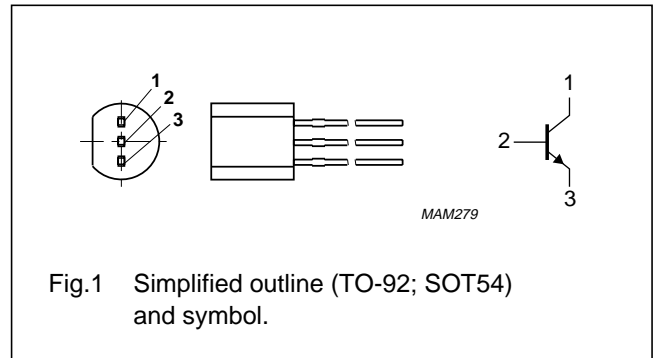 1
2
3
1
2
3
MAM279
Fig.1 Simplified outline (TO-92; SOT54)
and symbol.